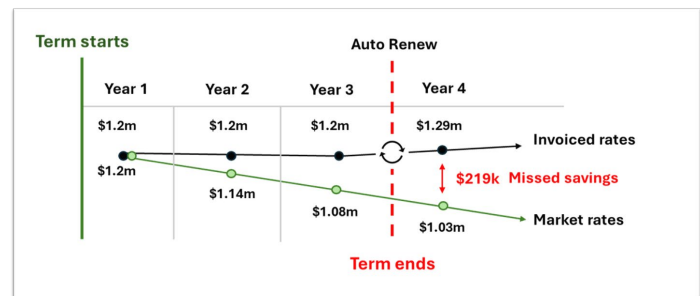 Term starts
Auto Renew
Year 1 Year 2 Year 3 Year 4
$1.2m $1.2m $1.2m $1.29m
Invoiced rates
$1.2m
$219k Missed savings
$1.14m
$1.08m
Market rates
$1.03m
Term ends